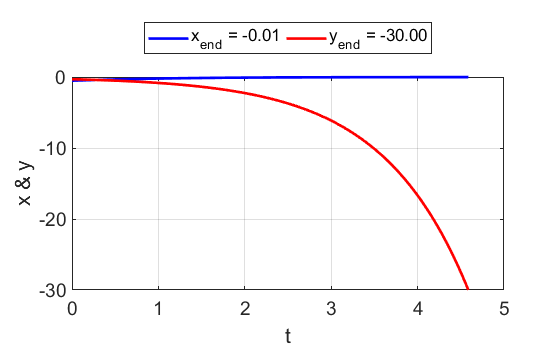 x_end = -0.01 y_end = -30.00
0
-10
-20
-30
x & y
0 1 2 3 4 5
t